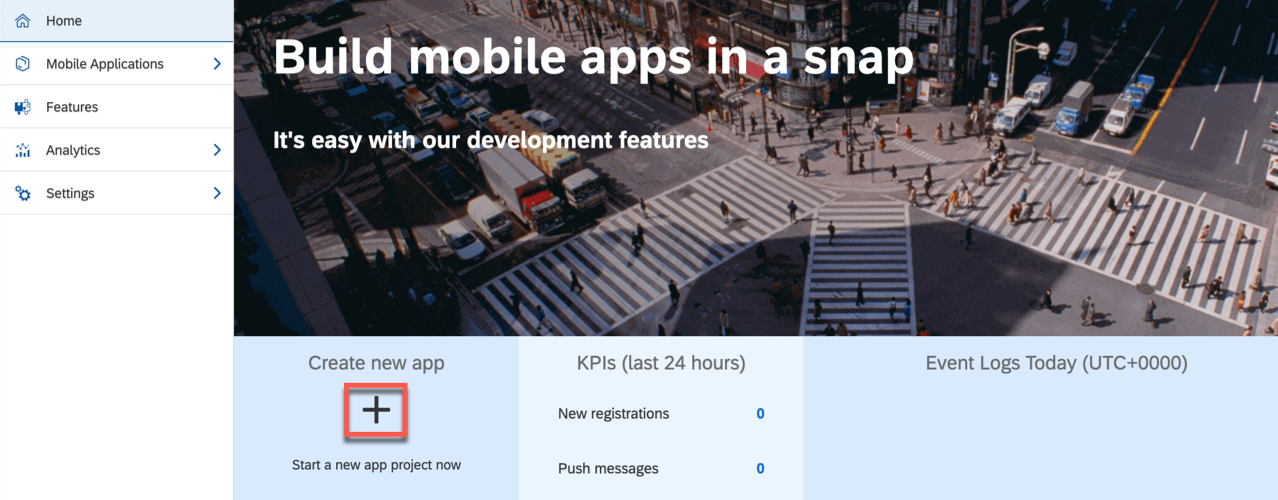 Home
Mobile Applications
Features
Analytics
Settings
Build mobile apps in a snap
It's easy with our development features
Create new app
Start a new app project now
KPIs (last 24 hours)
New registrations 0
Push messages 0
Event Logs Today (UTC+0000)